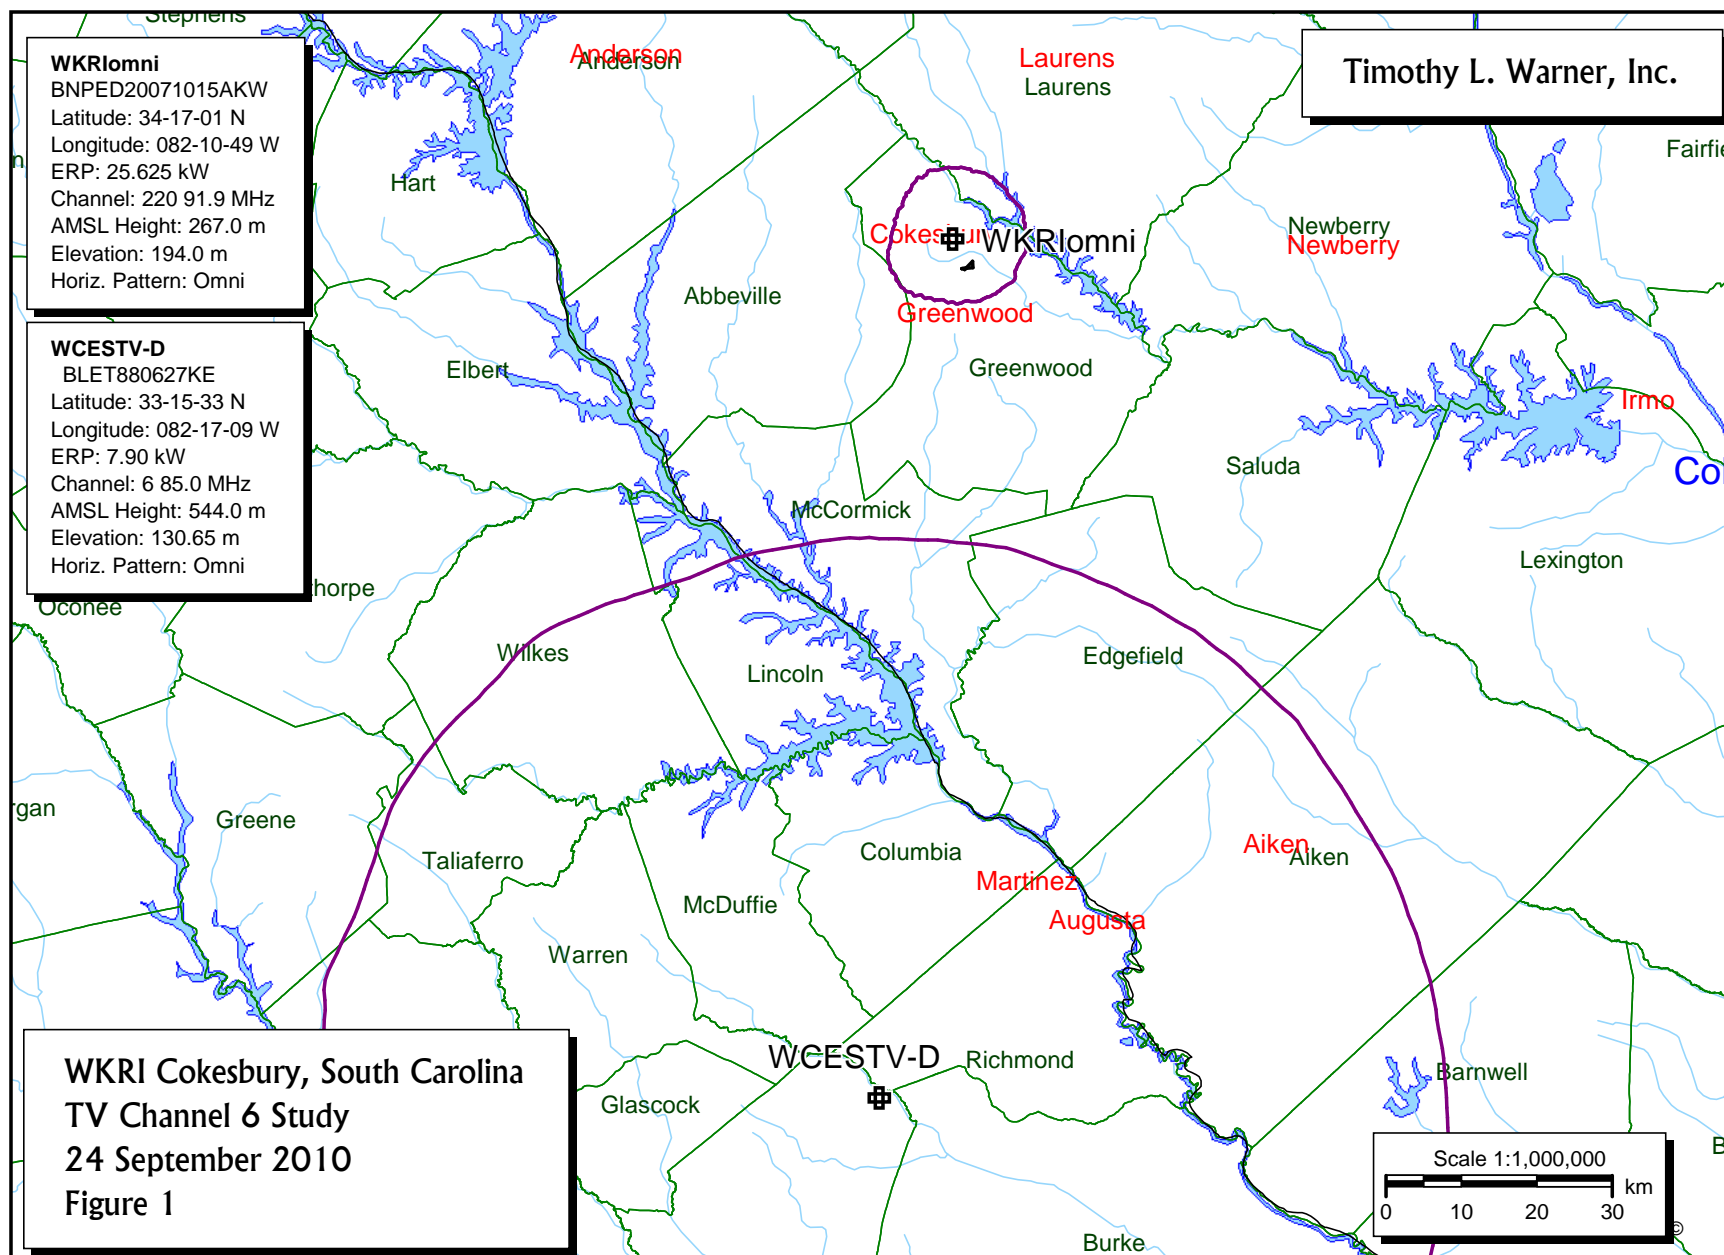 Stephens
WKRIomni
BNPED20071015AKW
Latitude: 34-17-01 N
Longitude: 082-10-49 W
ERP: 25.625 kW
Channel: 220 91.9 MHz
AMSL Height: 267.0 m
Elevation: 194.0 m
Horiz. Pattern: Omni
WCESTV-D
BLET880627KE
Latitude: 33-15-33 N
Longitude: 082-17-09 W
ERP: 7.90 kW
Channel: 6 85.0 MHz
AMSL Height: 544.0 m
Elevation: 130.65 m
Horiz. Pattern: Omni
Timothy L. Warner, Inc.
Anderson
Anderson
Laurens
Laurens
Fairfie
n
Hart
Newberry
Newberry
Cokesbury
WKRIomni
Abbeville
Greenwood
Greenwood
Elbert
Irmo
Saluda
Col
McCormick
Lexington
thorpe
Oconee
Wilkes
Edgefield
Lincoln
rgan
Greene
Taliaferro
Columbia
Aiken
Aiken
Martinez
McDuffie
Augusta
Warren
WCESTV-D
Richmond
Barnwell
Glascock
B
Burke
WKRI Cokesbury, South Carolina
TV Channel 6 Study
24 September 2010
Figure 1
Scale 1:1,000,000
km
0 10 20 30
©